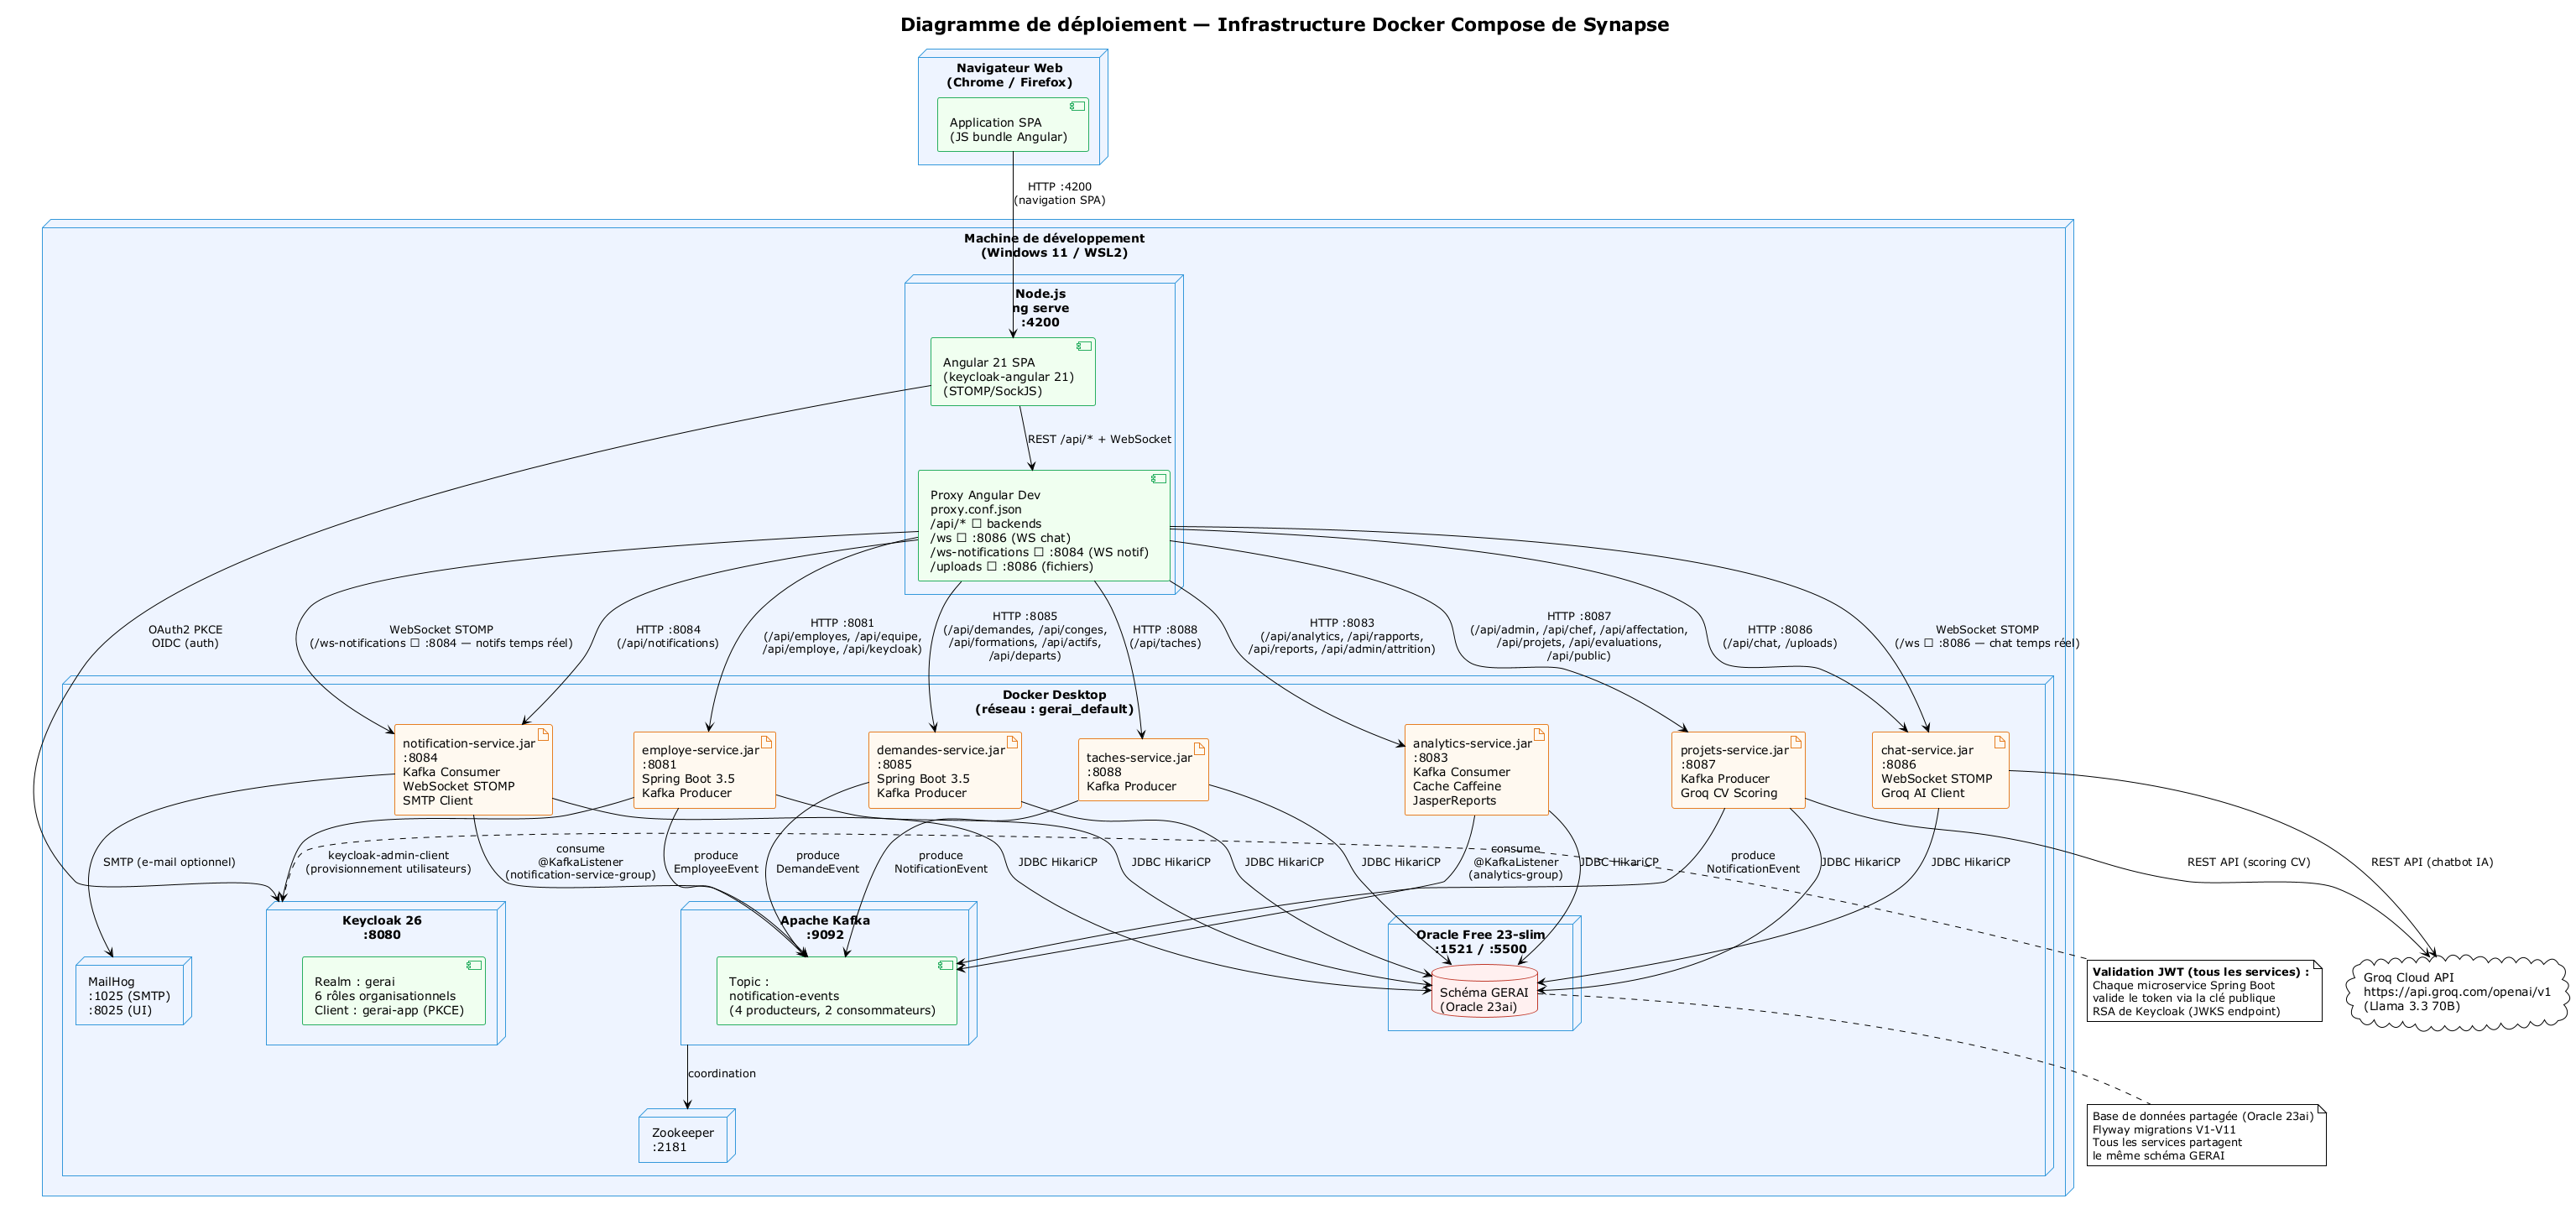 Diagramme de déploiement — Infrastructure Docker Compose de Synapse
Navigateur Web
(Chrome / Firefox)
Application SPA
(JS bundle Angular)
HTTP :4200
(navigation SPA)
Machine de développement
(Windows 11 / WSL2)
Node.js
ng serve
:4200
Angular 21 SPA
(keycloak-angular 21)
(STOMP/SockJS)
REST /api/* + WebSocket
Proxy Angular Dev
proxy.conf.json
/api/* ☐ backends
/ws ☐ :8086 (WS chat)
/ws-notifications ☐ :8084 (WS notif)
/uploads ☐ :8086 (fichiers)
OAuth2 PKCE
OIDC (auth)
WebSocket STOMP
(/ws-notifications ☐ :8084 — notifs temps réel)
HTTP :8084
(/api/notifications)
HTTP :8081
(/api/employes, /api/equipe,
/api/employe, /api/keycloak)
HTTP :8085
(/api/demandes, /api/conges,
/api/formations, /api/actifs,
/api/departs)
HTTP :8088
(/api/taches)
HTTP :8083
(/api/analytics, /api/rapports,
/api/reports, /api/admin/attrition)
HTTP :8087
(/api/admin, /api/chef, /api/affectation,
/api/projets, /api/evaluations,
/api/public)
HTTP :8086
(/api/chat, /uploads)
WebSocket STOMP
(/ws ☐ :8086 — chat temps réel)
Docker Desktop
(réseau : gerai_default)
notification-service.jar
:8084
Kafka Consumer
WebSocket STOMP
SMTP Client
employe-service.jar
:8081
Spring Boot 3.5
Kafka Producer
demandes-service.jar
:8085
Spring Boot 3.5
Kafka Producer
taches-service.jar
:8088
Kafka Producer
analytics-service.jar
:8083
Kafka Consumer
Cache Caffeine
JasperReports
projets-service.jar
:8087
Kafka Producer
Groq CV Scoring
chat-service.jar
:8086
WebSocket STOMP
Groq AI Client
SMTP (e-mail optionnel)
keycloak-admin-client
(provisionnement utilisateurs)
consume
@KafkaListener
(notification-service-group)
produce
EmployeeEvent
produce
DemandeEvent
produce
NotificationEvent
JDBC HikariCP
JDBC HikariCP
JDBC HikariCP
JDBC HikariCP
consume
@KafkaListener
(analytics-group)
JDBC HikariCP
produce
NotificationEvent
JDBC HikariCP
JDBC HikariCP
REST API (scoring CV)
REST API (chatbot IA)
MailHog
:1025 (SMTP)
:8025 (UI)
Keycloak 26
:8080
Realm : gerai
6 rôles organisationnels
Client : gerai-app (PKCE)
Apache Kafka
:9092
Topic :
notification-events
(4 producteurs, 2 consommateurs)
Oracle Free 23-slim
:1521 / :5500
Schéma GERAI
(Oracle 23ai)
Validation JWT (tous les services) :
Chaque microservice Spring Boot
valide le token via la clé publique
RSA de Keycloak (JWKS endpoint)
Groq Cloud API
https://api.groq.com/openai/v1
(Llama 3.3 70B)
coordination
Zookeeper
:2181
Base de données partagée (Oracle 23ai)
Flyway migrations V1-V11
Tous les services partagent
le même schéma GERAI